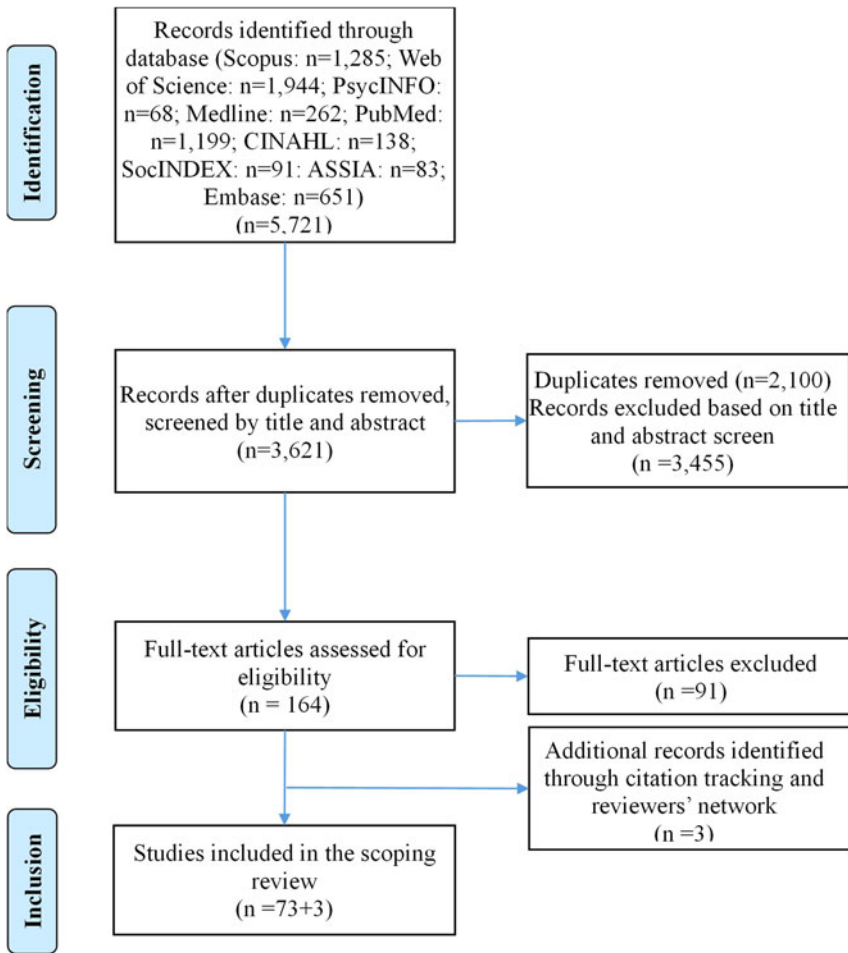 Identification
Records identified through
database (Scopus: n=1,285; Web
of Science: n=1,944; PsycINFO:
n=68; Medline: n=262; PubMed:
n=1,199; CINAHL: n=138;
SocINDEX: n=91: ASSIA: n=83;
Embase: n=651)
(n=5,721)
Screening
Records after duplicates removed,
screened by title and abstract
(n=3,621)
Duplicates removed (n=2,100)
Records excluded based on title
and abstract screen
(n =3,455)
Eligibility
Full-text articles assessed for
eligibility
(n = 164)
Full-text articles excluded
(n =91)
Additional records identified
through citation tracking and
reviewers’ network
(n =3)
Inclusion
Studies included in the scoping
review
(n =73+3)